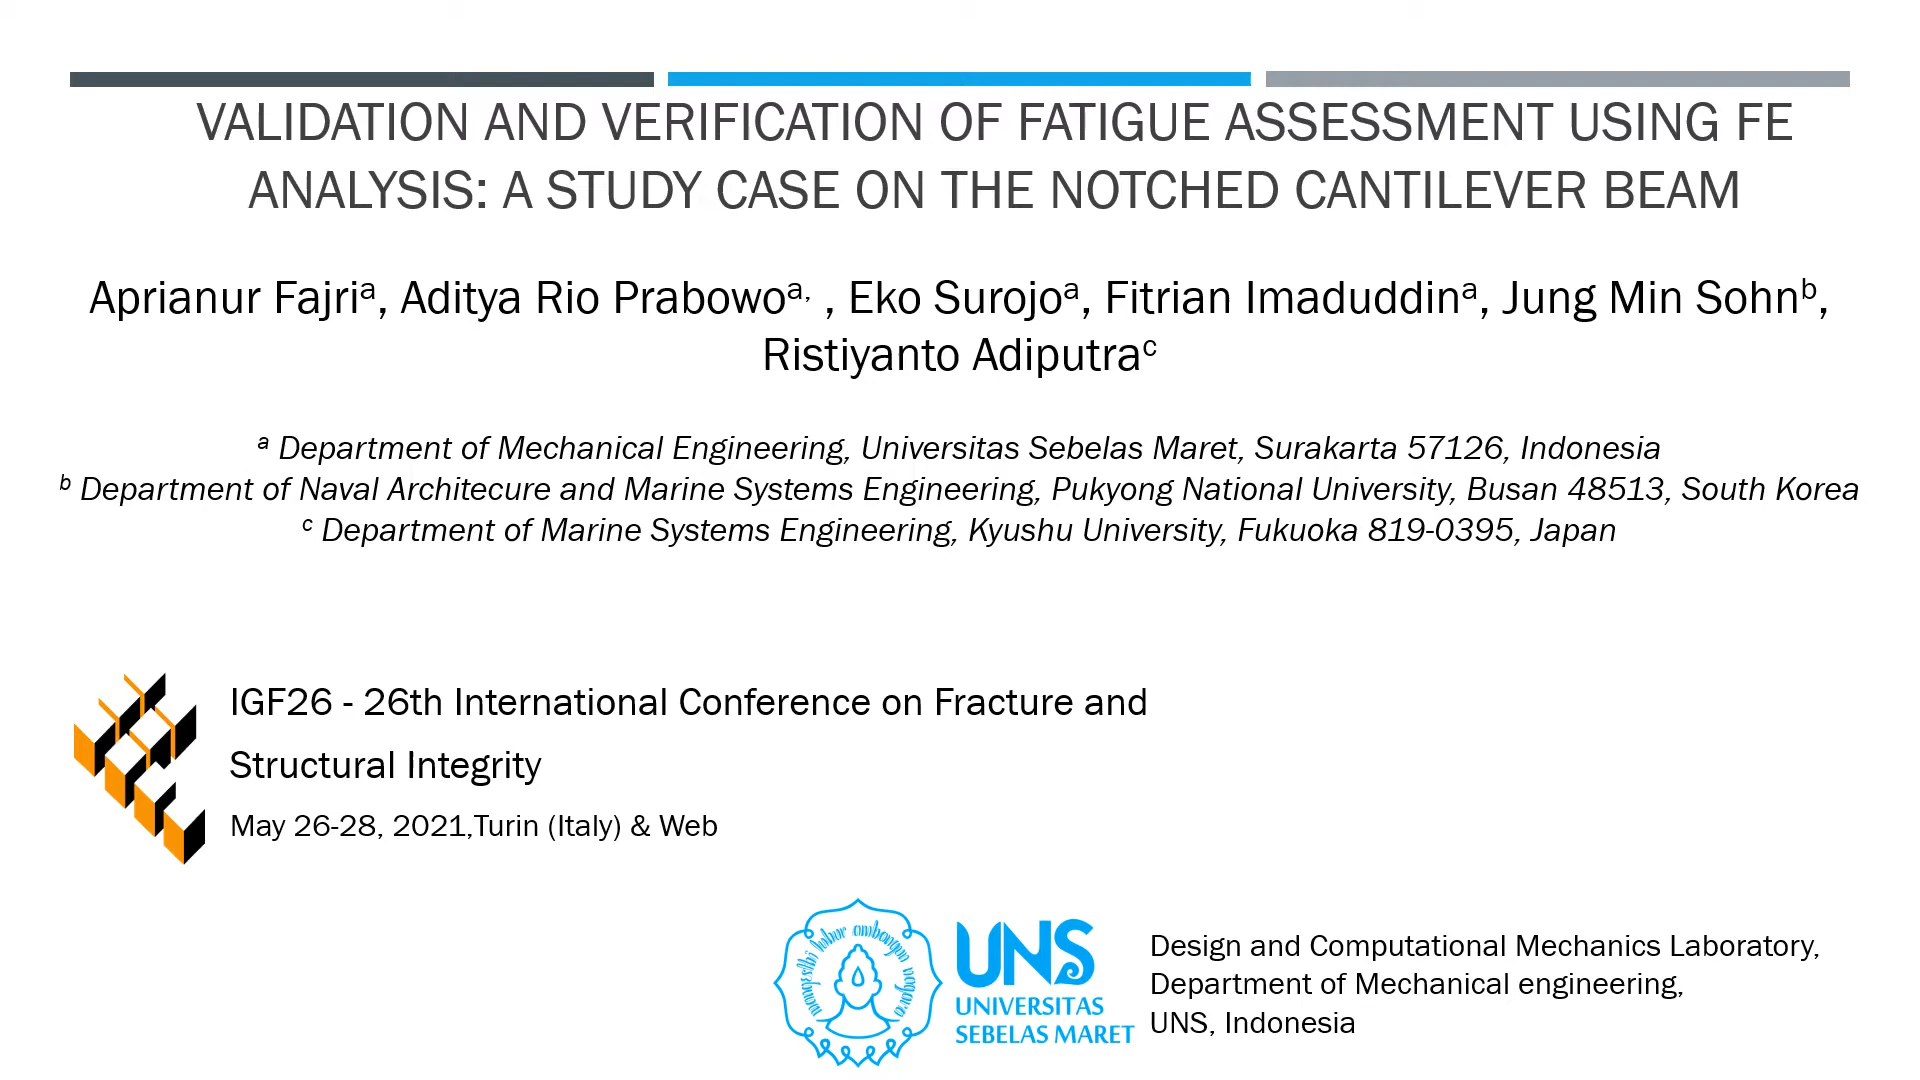 VALIDATION AND VERIFICATION OF FATIGUE ASSESSMENT USING FE
ANALYSIS: A STUDY CASE ON THE NOTCHED CANTILEVER BEAM
Aprianur Fajriᵃ, Aditya Rio Prabowoᵃ, , Eko Surojoᵃ, Fitrian Imaduddinᵃ, Jung Min Sohnᵇ,
Ristiyanto Adiputraᶜ
ᵃ Department of Mechanical Engineering, Universitas Sebelas Maret, Surakarta 57126, Indonesia
ᵇ Department of Naval Architecure and Marine Systems Engineering, Pukyong National University, Busan 48513, South Korea
ᶜ Department of Marine Systems Engineering, Kyushu University, Fukuoka 819-0395, Japan
IGF26 - 26th International Conference on Fracture and
Structural Integrity
May 26-28, 2021,Turin (Italy) & Web
UNS
UNIVERSITAS
SEBELAS MARET
Design and Computational Mechanics Laboratory,
Department of Mechanical engineering,
UNS, Indonesia